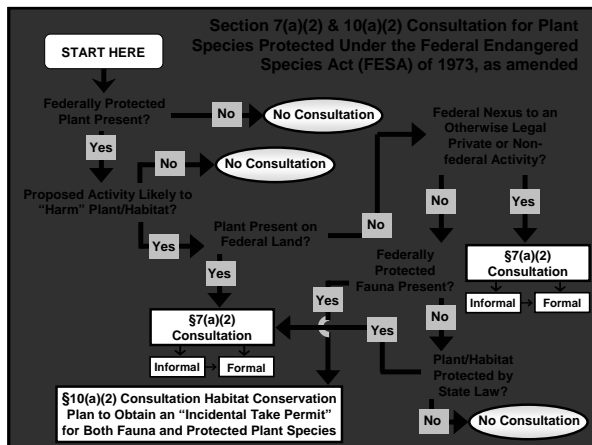 Section 7(a)(2) & 10(a)(2) Consultation for Plant
Species Protected Under the Federal Endangered
Species Act (FESA) of 1973, as amended
START HERE
Federally Protected
Plant Present?
No
No Consultation
Yes
No
No Consultation
Proposed Activity Likely to
“Harm” Plant/Habitat?
Yes
Plant Present on
Federal Land?
No
Federal Nexus to an
Otherwise Legal
Private or Non-
federal Activity?
No
Yes
§7(a)(2)
Consultation
Informal
Formal
Federally
Protected
Fauna Present?
Yes
Yes
No
§7(a)(2)
Consultation
Informal
Formal
Yes
Plant/Habitat
Protected by
State Law?
No
No Consultation
§10(a)(2) Consultation Habitat Conservation
Plan to Obtain an “Incidental Take Permit”
for Both Fauna and Protected Plant Species